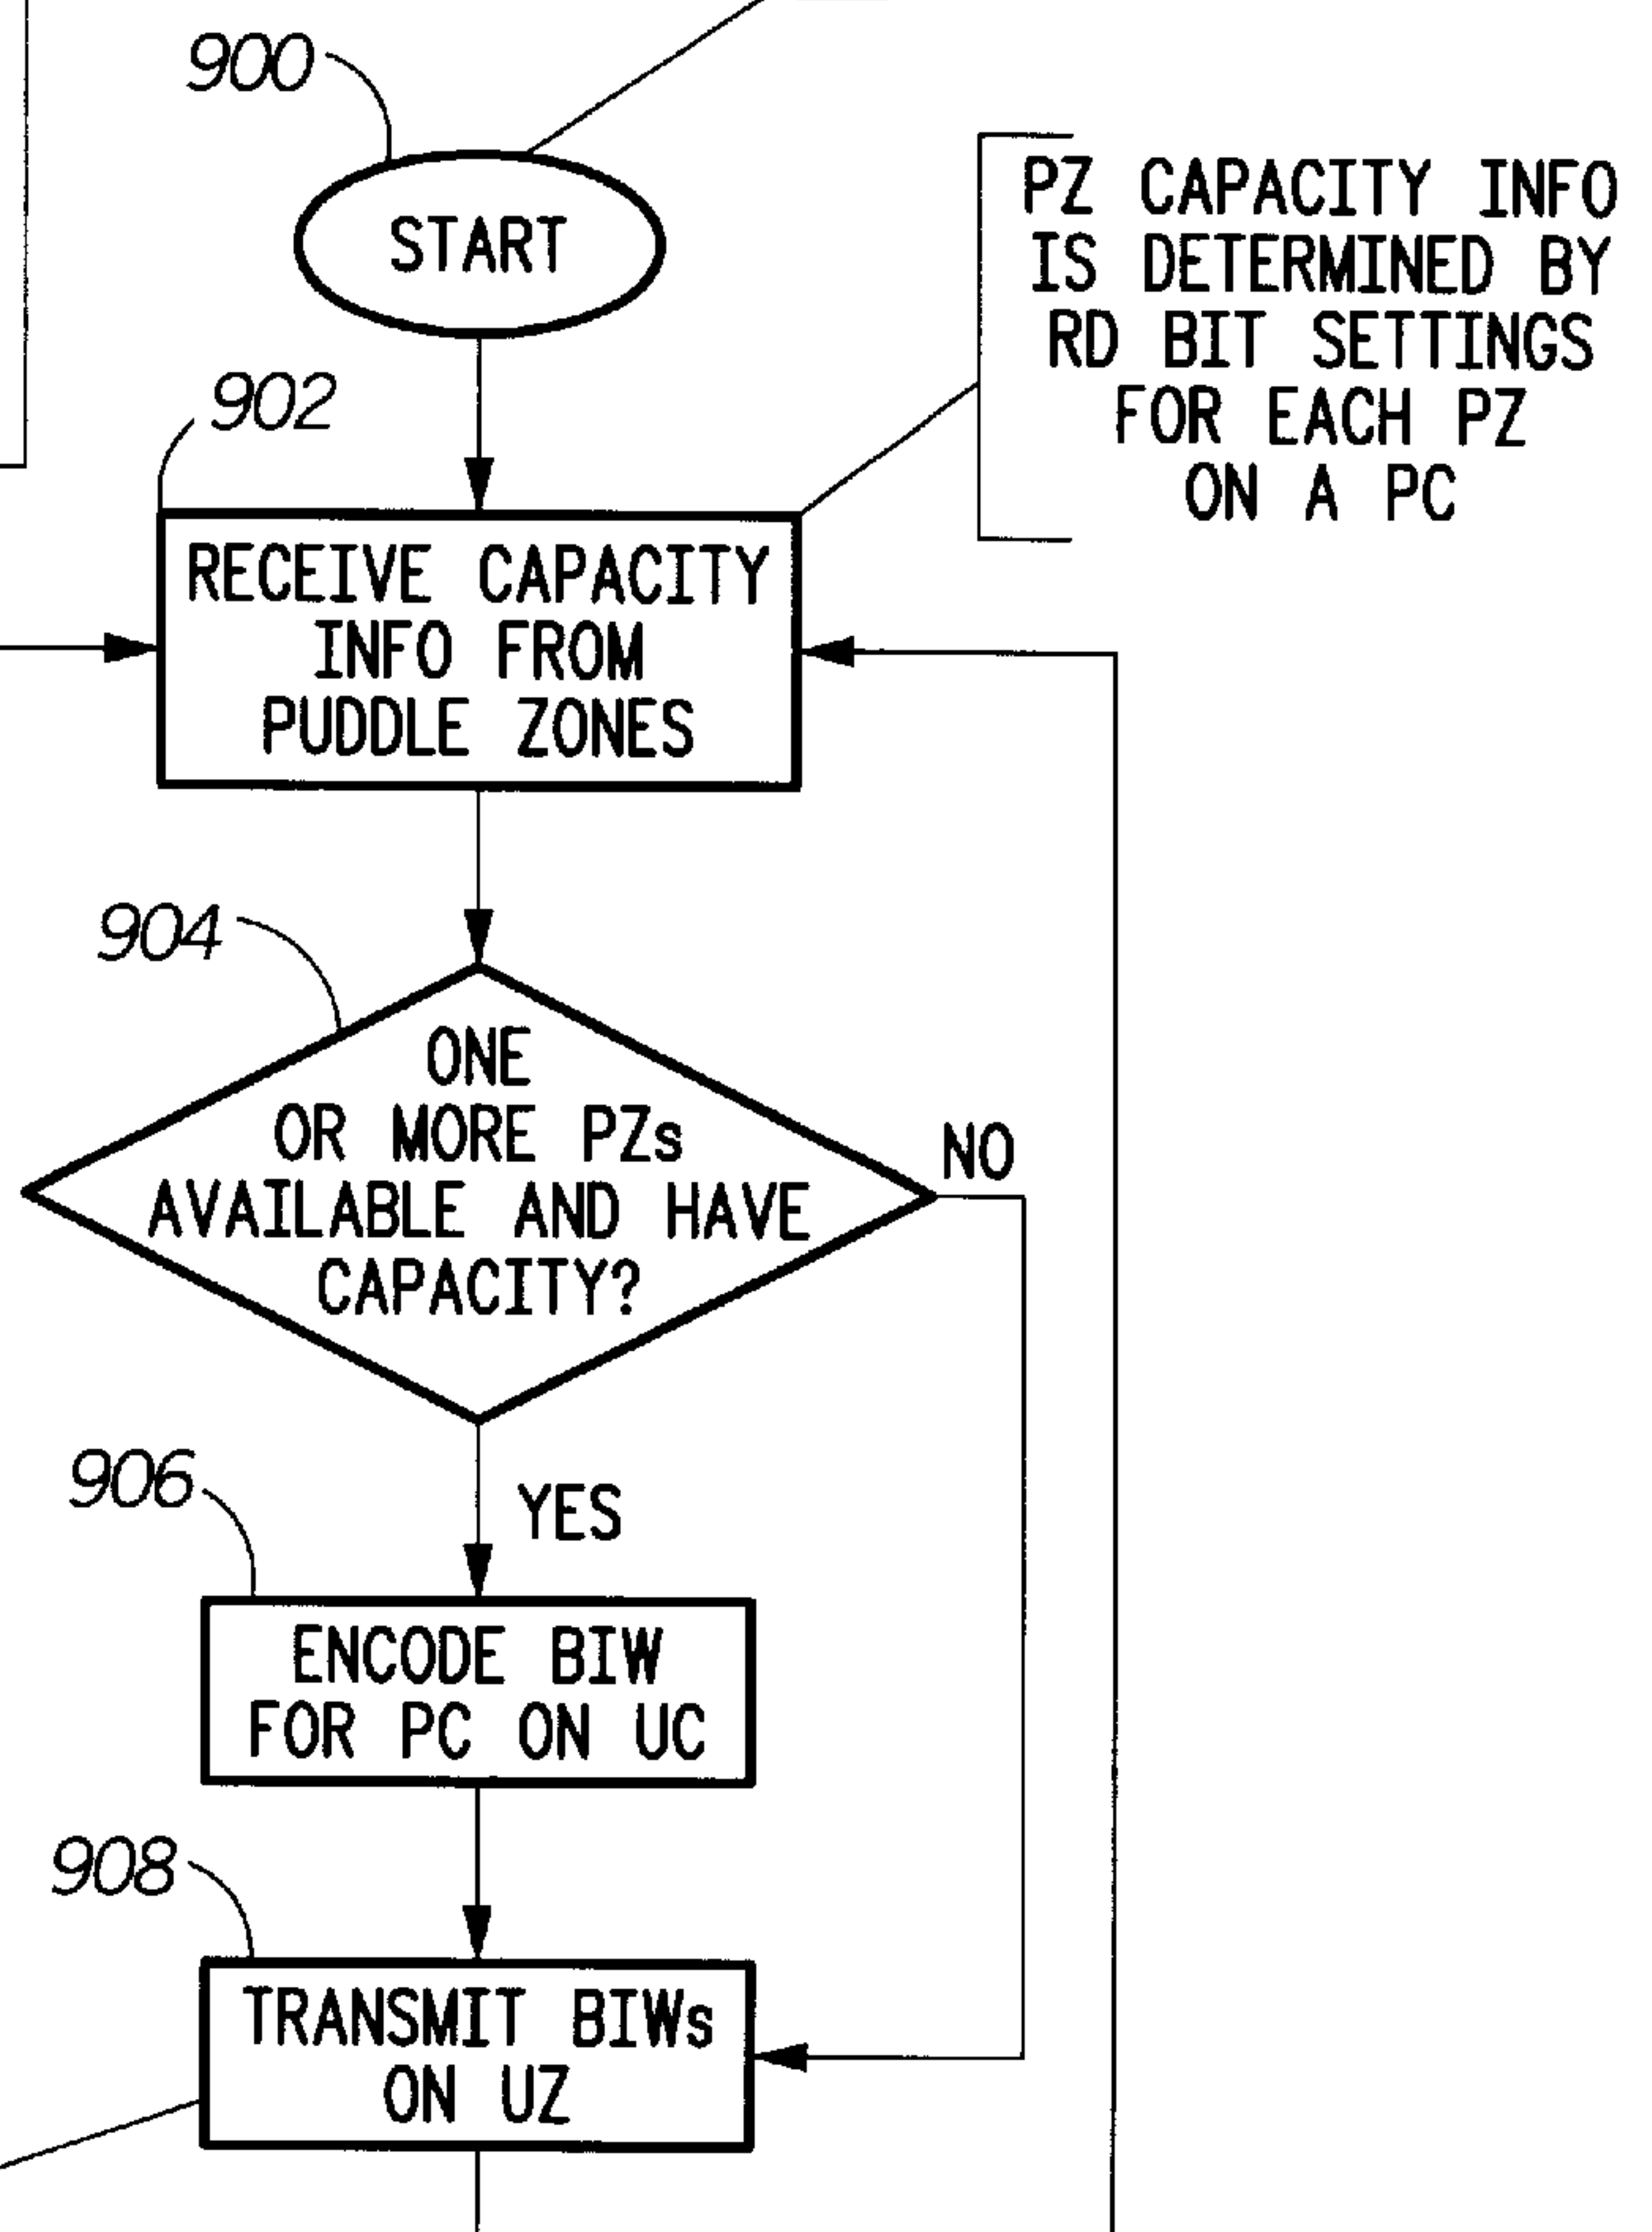 900
START
PZ CAPACITY INFO
IS DETERMINED BY
RD BIT SETTINGS
FOR EACH PZ
ON A PC
902
RECEIVE CAPACITY
INFO FROM
PUDDLE ZONES
904
ONE
OR MORE PZs
AVAILABLE AND HAVE
CAPACITY?
NO
906
YES
ENCODE BIW
FOR PC ON UC
908
TRANSMIT BIWs
ON UZ